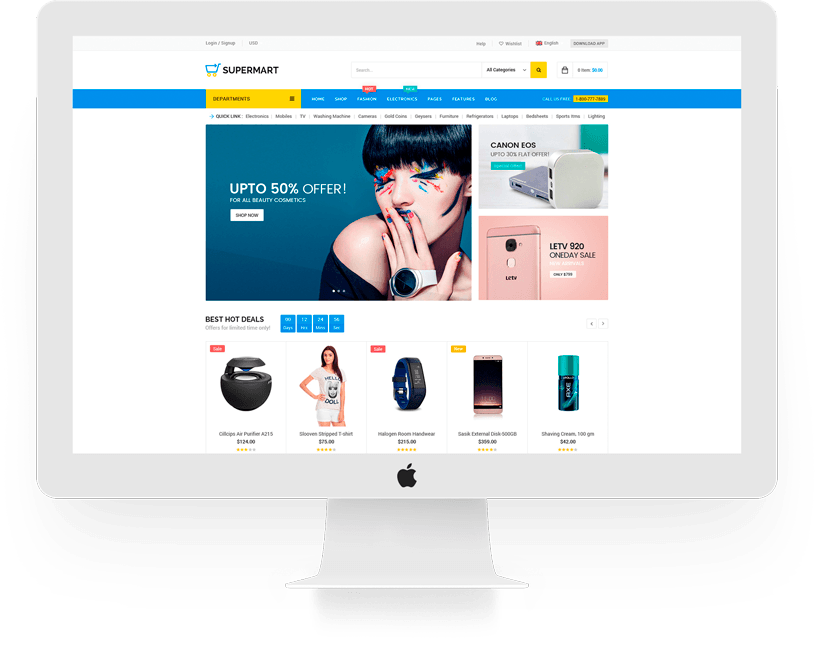 Login / Signup USD Help Wishlist English DOWNLOAD APP
SUPERMART Search... All Categories 0 Item: $0.00
HOT NEW
DEPARTMENTS HOME SHOP FASHION ELECTRONICS PAGES FEATURES BLOG CALL US FREE 1-800-777-7889
QUICK LINK: Electronics Mobiles TV Washing Machine Cameras Gold Coins Geysers Furniture Refrigerators Laptops Bedsheets Sports Itms Lighting
UPTO 50% OFFER!
FOR ALL BEAUTY COSMETICS
SHOP NOW
CANON EOS
UPTO 30% FLAT OFFER!
LETV 920
ONEDAY SALE
ONLY $799
LeTV
BEST HOT DEALS
Offers for limited time only!
00 12 24 56
Days Hrs Mins Sec
Sale Sale New
HELLO
DOLL
AXE
Gillcips Air Purifier A215 Slooven Stripped T-shirt Halogen Room Handwear Sasik External Disk-500GB Shaving Cream, 100 gm
$124.00 $75.00 $215.00 $359.00 $42.00